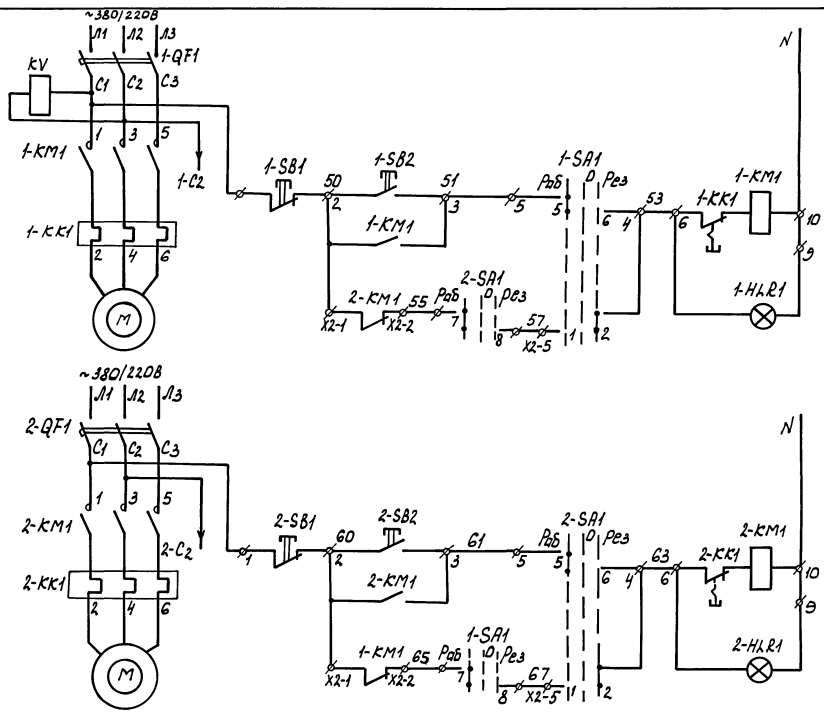 ~380/220В
Л1 Л2 Л3
N
1-QF1
KV
C1 C2 C3
1 3 5
1-KM1
1-C2
1-SB1
1-SB2
1-SA1
50
51
Раб 0 Рез
53
1-KK1
1-KM1
2
3
5
5
6
4
6
10
1-KM1
9
1-KK1
2 4 6
2-SA1
1-HLR1
2-KM1
55
Раб 0 Рез
57
M
X2-1
X2-2
7
8
X2-5
1
2
~380/220В
Л1 Л2 Л3
N
2-QF1
C1 C2 C3
1 3 5
2-KM1
2-C2
2-SB1
2-SB2
2-SA1
60
61
Раб 0 Рез
63
2-KK1
2-KM1
1
2
3
5
5
6
4
6
10
2-KK1
2 4 6
2-KM1
9
1-SA1
2-HLR1
1-KM1
65
Раб 0 Рез
67
M
X2-1
X2-2
7
8
X2-5
1
2